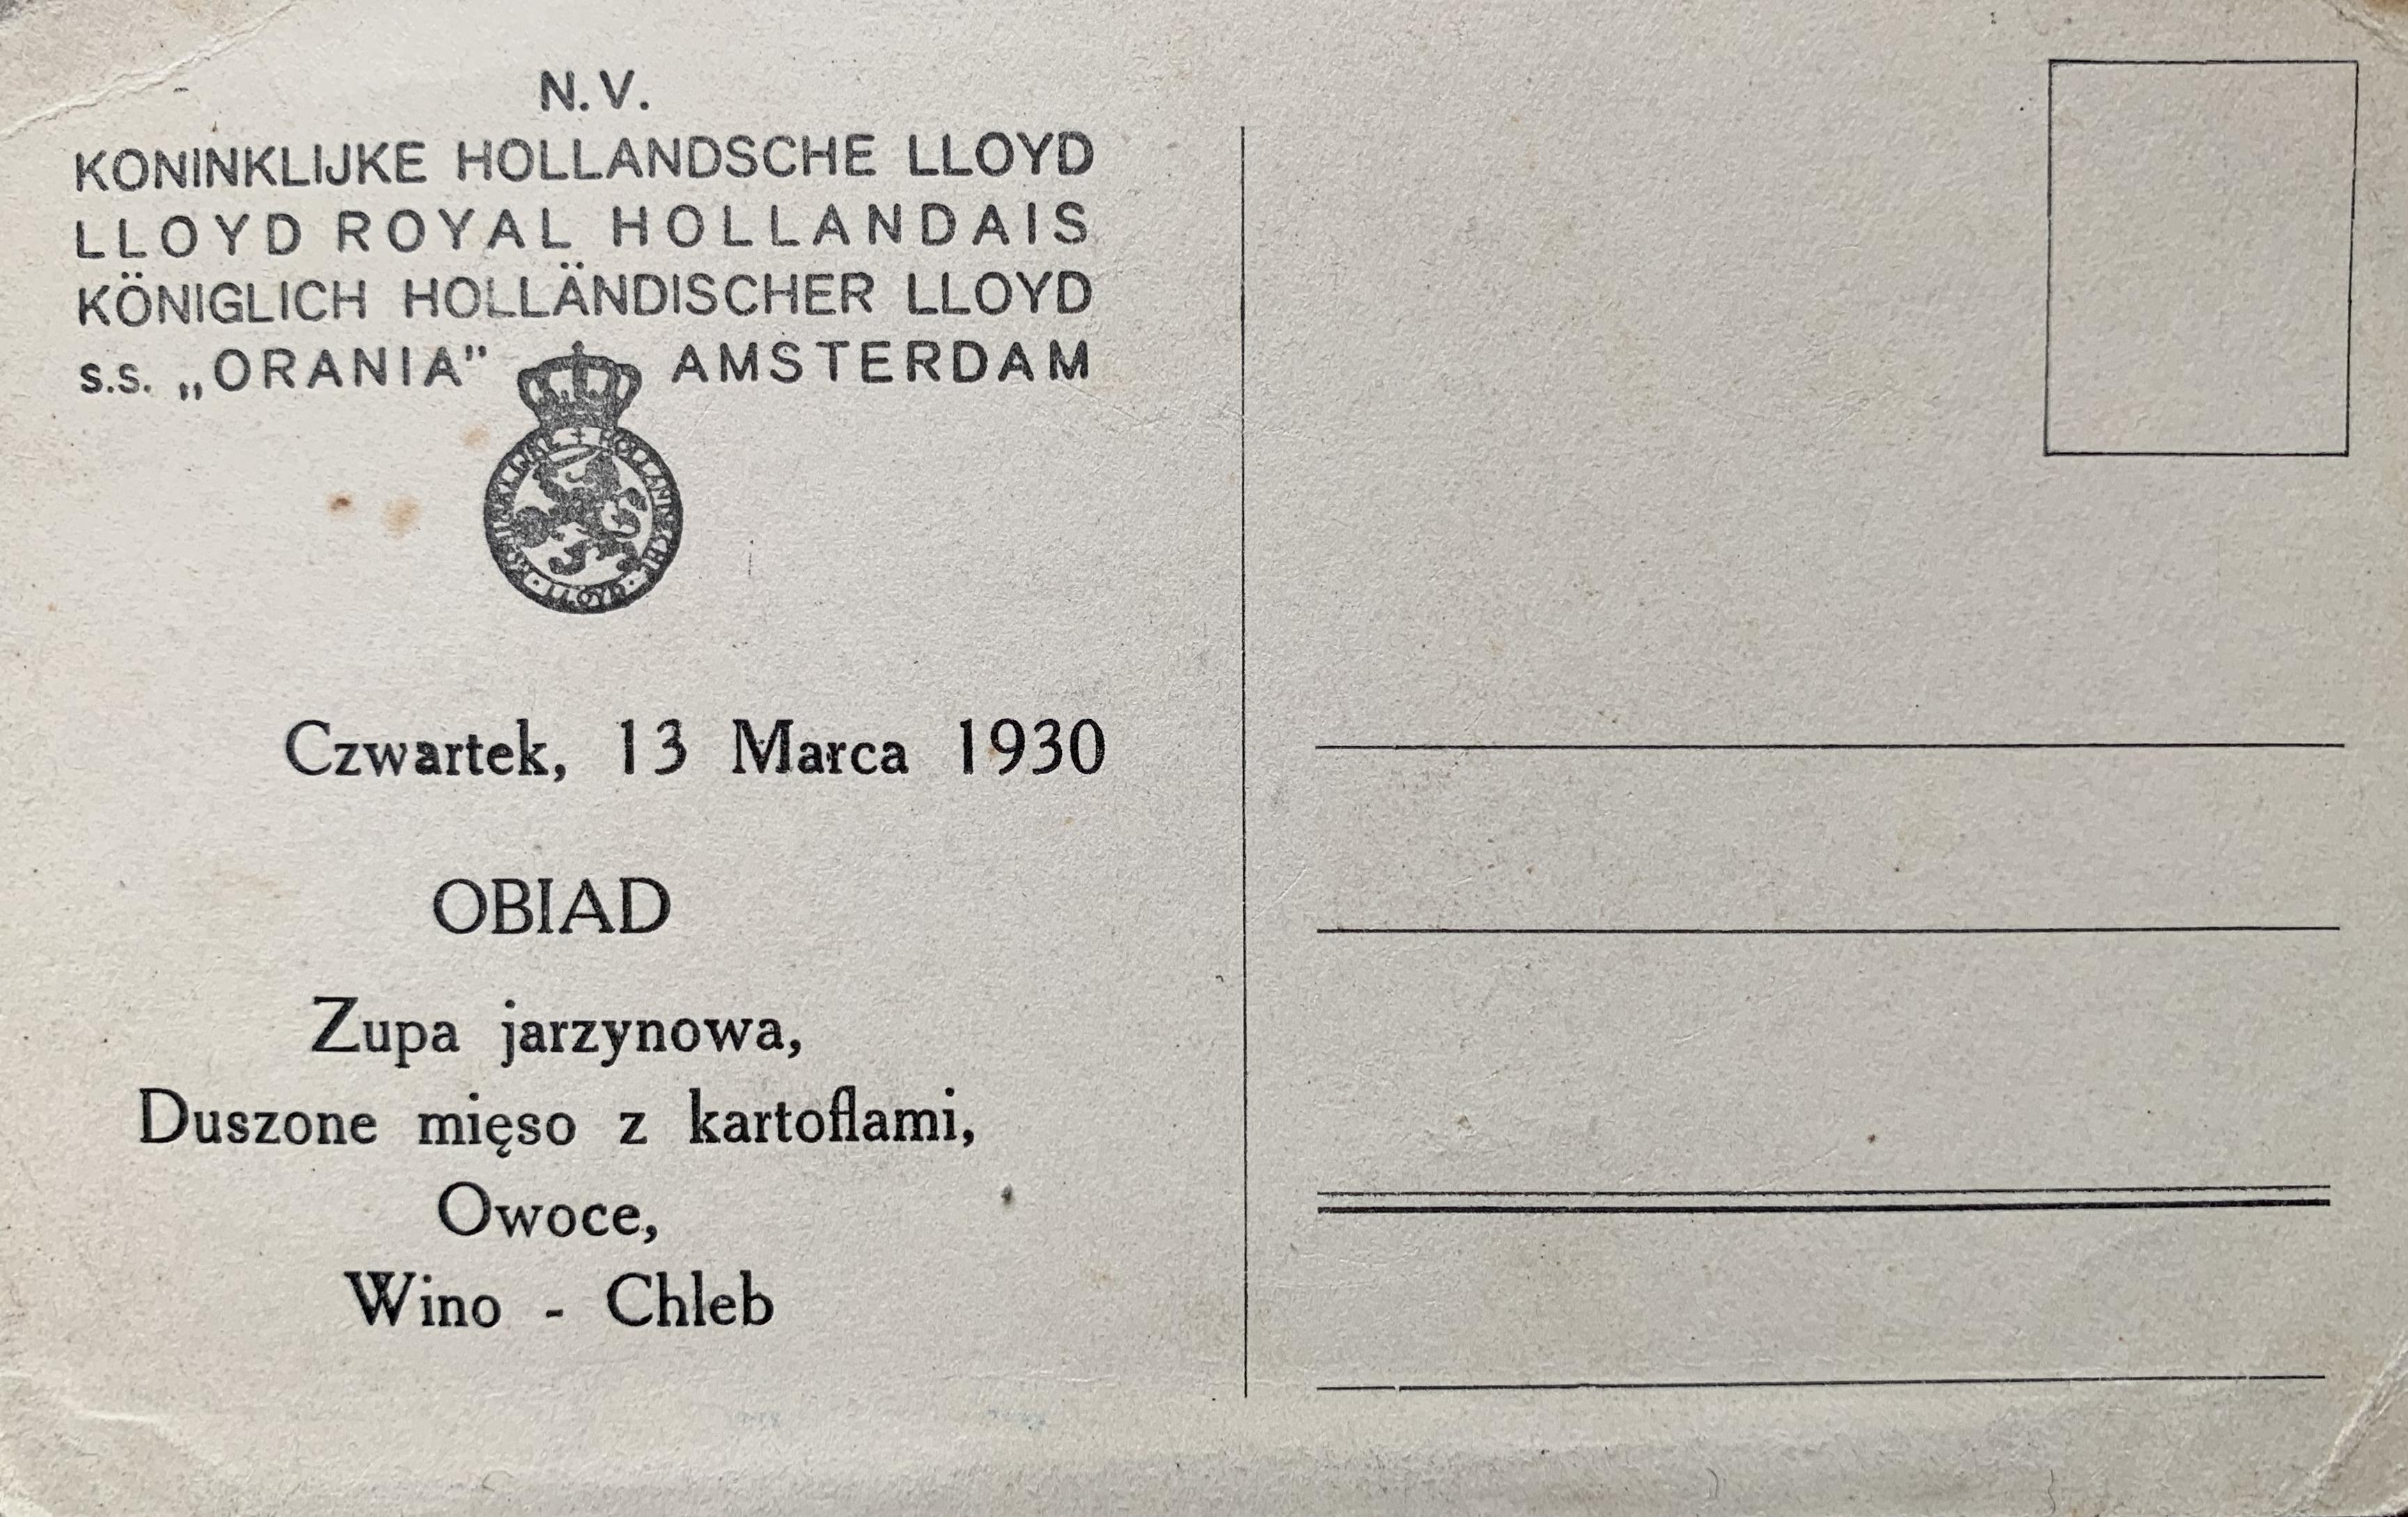 N.V.
KONINKLIJKE HOLLANDSCHE LLOYD
LLOYD ROYAL HOLLANDAIS
KÖNIGLICH HOLLÄNDISCHER LLOYD
s.s. „ORANIA” AMSTERDAM
LLOYD
Czwartek, 13 Marca 1930
OBIAD
Zupa jarzynowa,
Duszone mięso z kartoflami,
Owoce,
Wino - Chleb